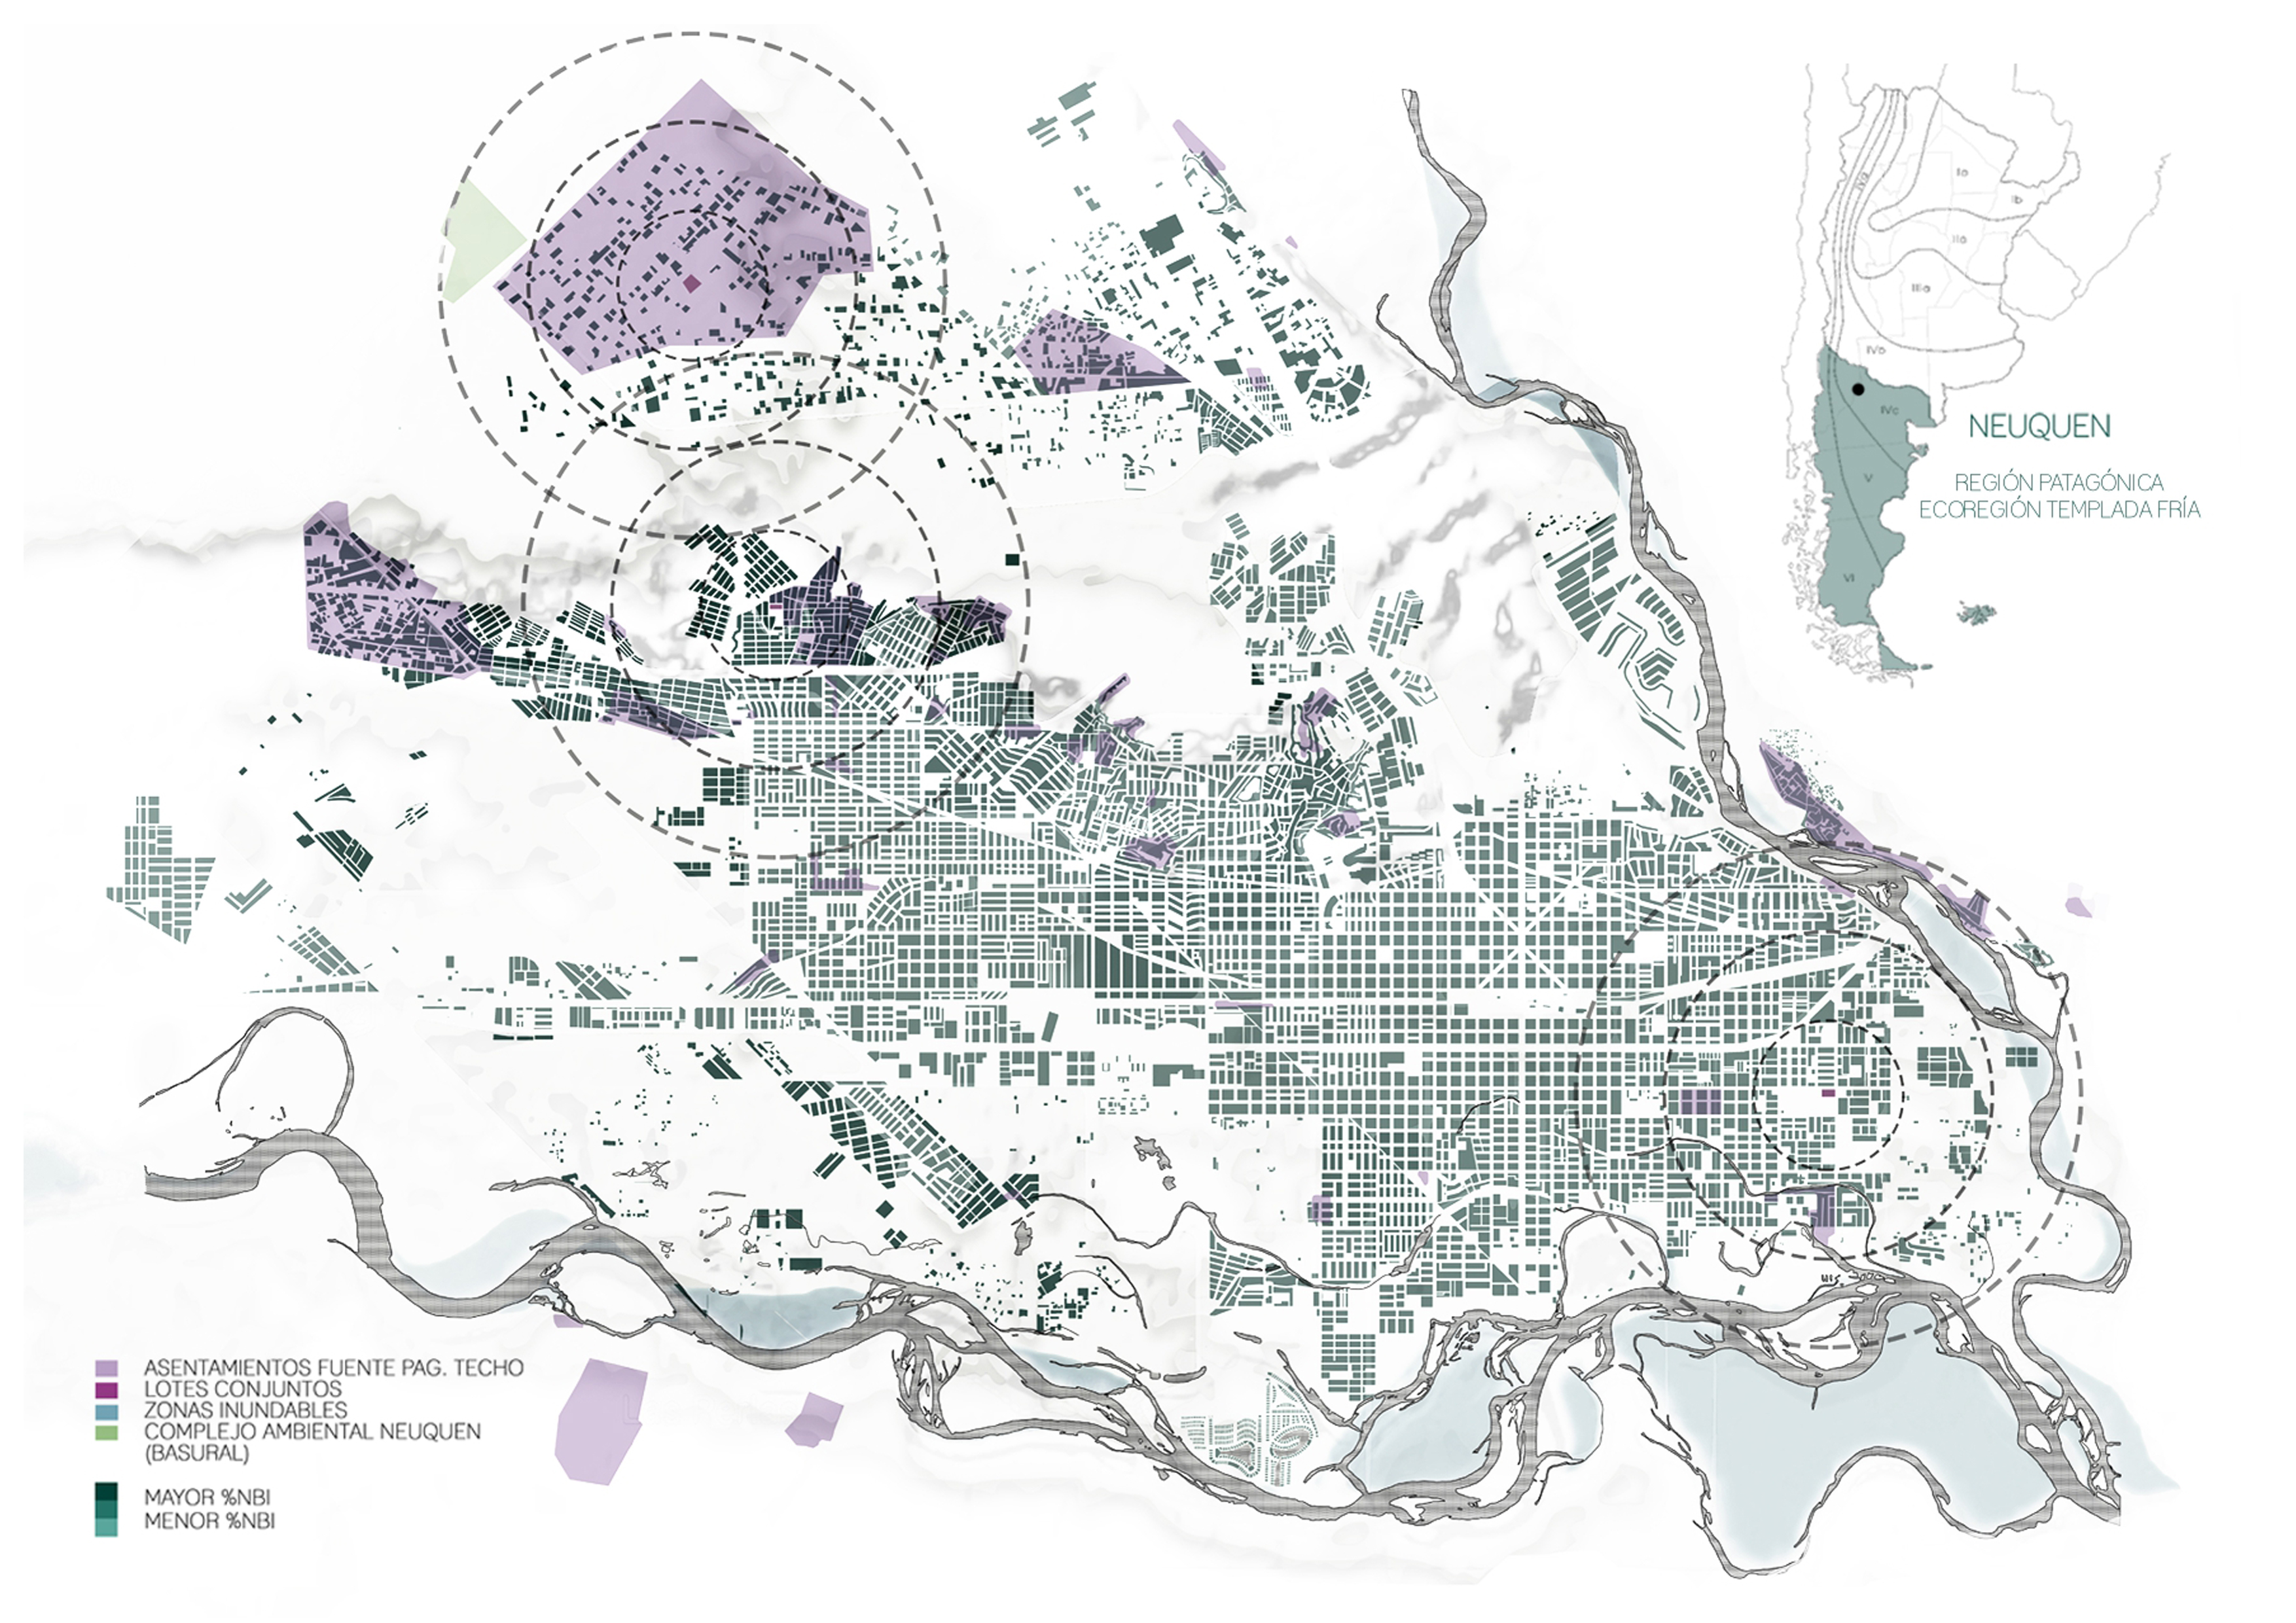 Ia
Ib
IIa
IIIa
IVa
IVb
IVc
V
VI
NEUQUEN
REGIÓN PATAGÓNICA
ECOREGIÓN TEMPLADA FRÍA
ASENTAMIENTOS FUENTE PAG. TECHO
LOTES CONJUNTOS
ZONAS INUNDABLES
COMPLEJO AMBIENTAL NEUQUEN
(BASURAL)
MAYOR %NBI
MENOR %NBI